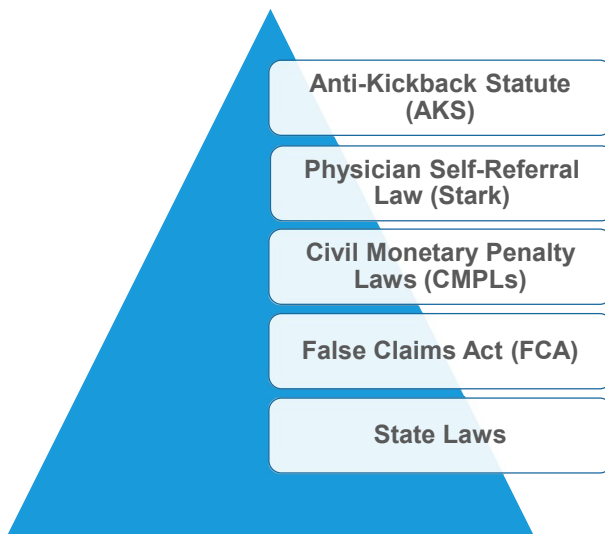 Anti-Kickback Statute
(AKS)
Physician Self-Referral
Law (Stark)
Civil Monetary Penalty
Laws (CMPLs)
False Claims Act (FCA)
State Laws